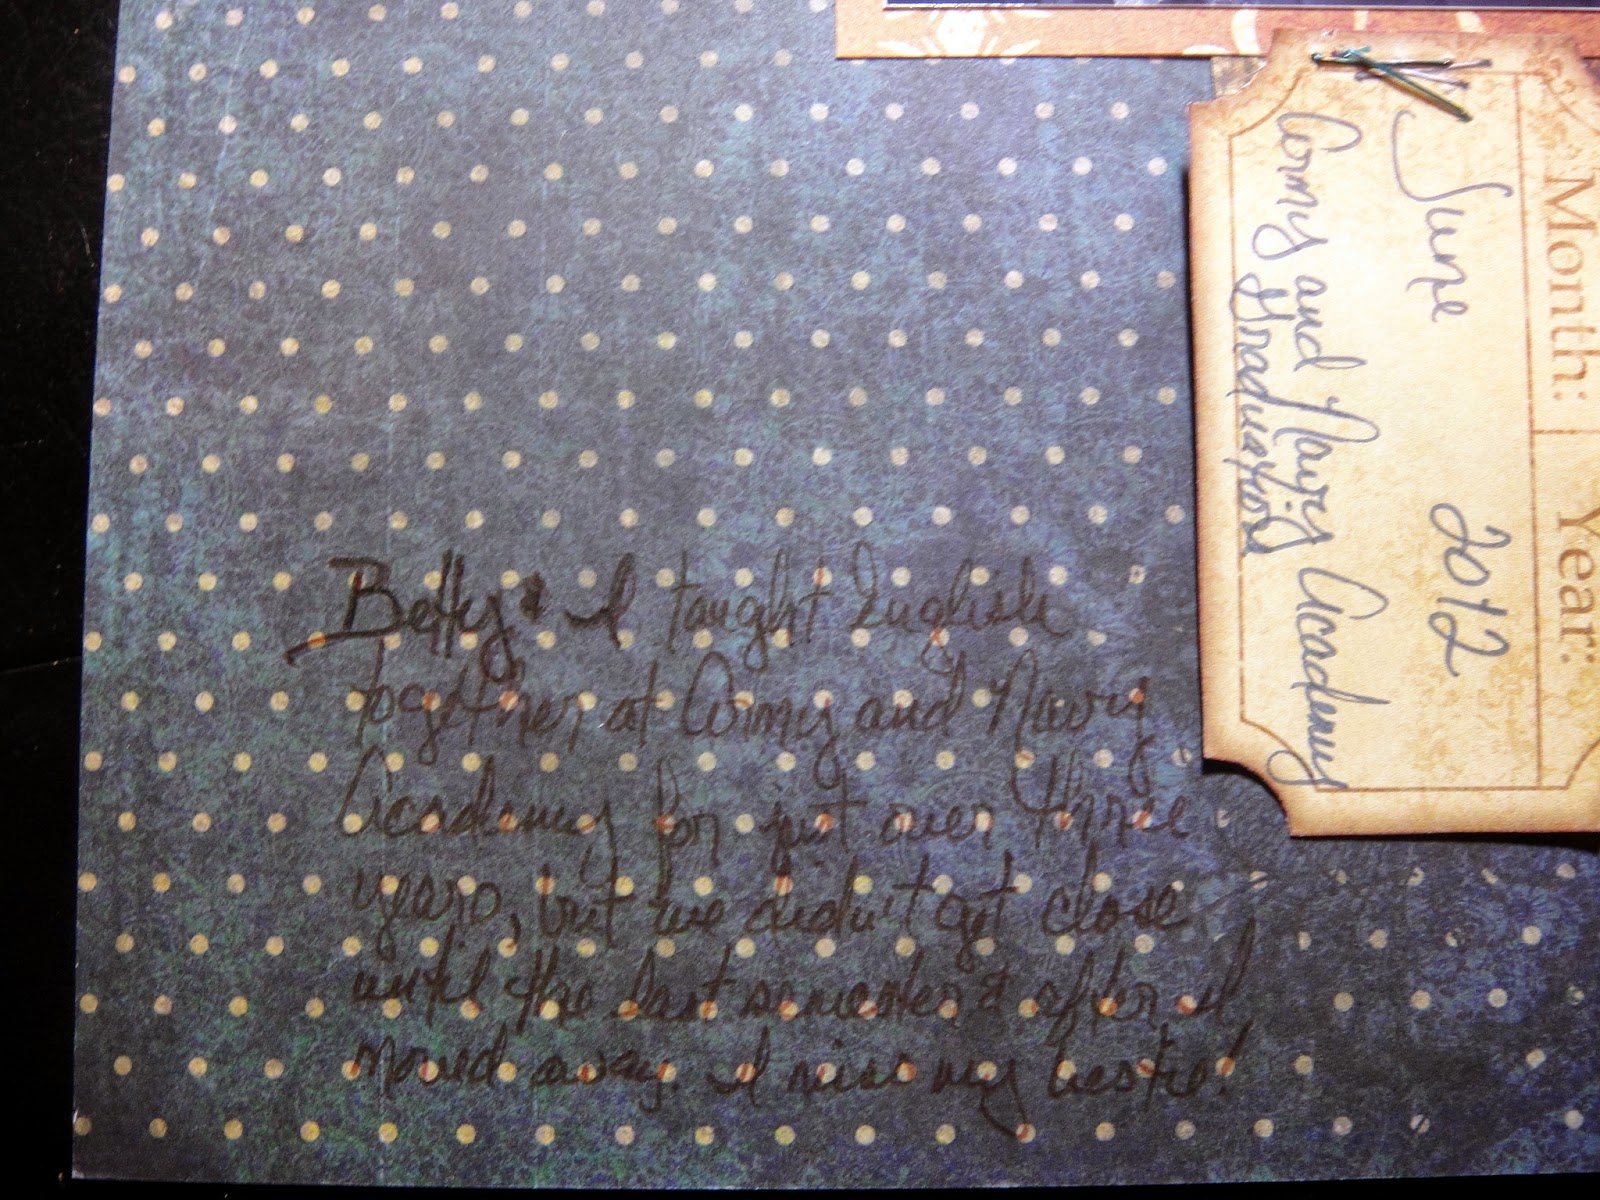 Month:
Year:
June 2012
Army and Navy Academy
Graduation
Betty & I taught English
together at Army and Navy
Academy for just over three
years, but we didn't get close
until the last semester & after I
moved away. I miss my bestie!